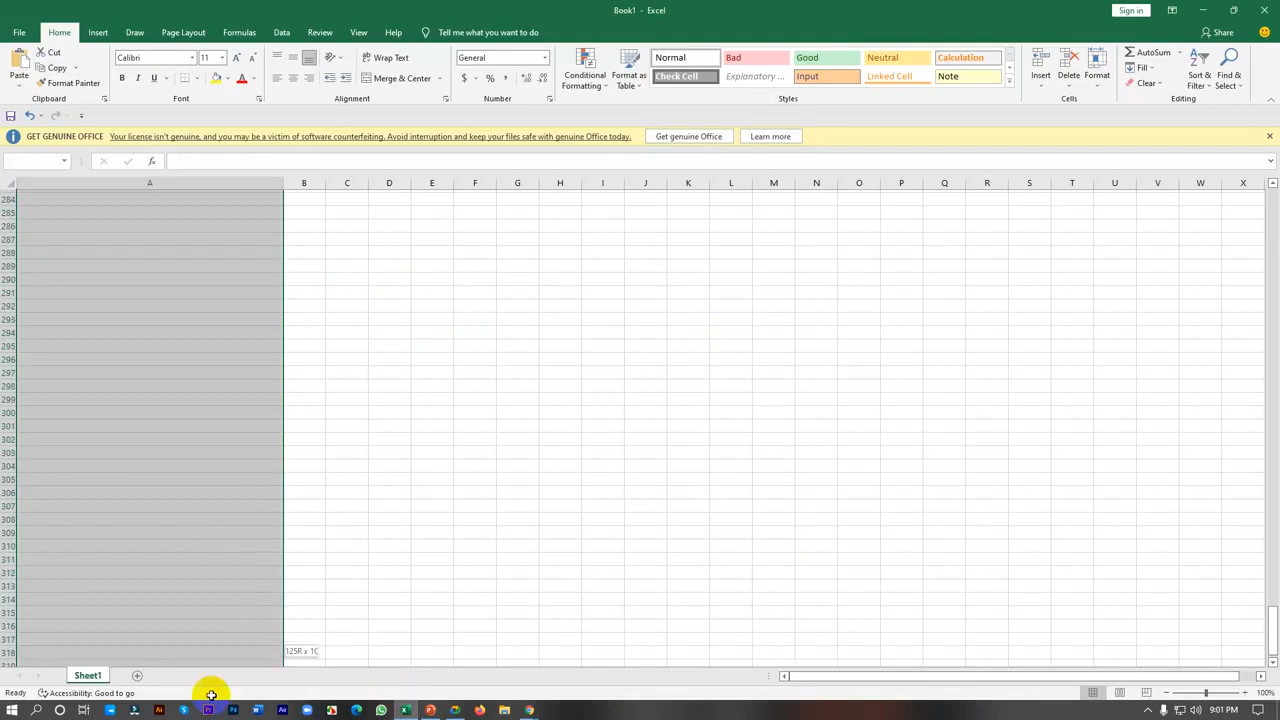 Book1 - Excel
Sign in
File Home Insert Draw Page Layout Formulas Data Review View Help Tell me what you want to do
Share
Paste
Cut
Copy
Format Painter
Clipboard
Calibri 11
B I U
Font
Wrap Text
Merge & Center
Alignment
General
$ %
Number
Conditional Formatting
Format as Table
Normal Bad Good Neutral Calculation
Check Cell Explanatory ... Input Linked Cell Note
Styles
Insert Delete Format
Cells
AutoSum
Fill
Clear
Sort & Filter
Find & Select
Editing
GET GENUINE OFFICE Your license isn't genuine, and you may be a victim of software counterfeiting. Avoid interruption and keep your files safe with genuine Office today. Get genuine Office Learn more
fx
A B C D E F G H I J K L M N O P Q R S T U V W X
284
285
286
287
288
289
290
291
292
293
294
295
296
297
298
299
300
301
302
303
304
305
306
307
308
309
310
311
312
313
314
315
316
317
318
125R x 1C
Sheet1
Ready Accessibility: Good to go
100%
9:01 PM